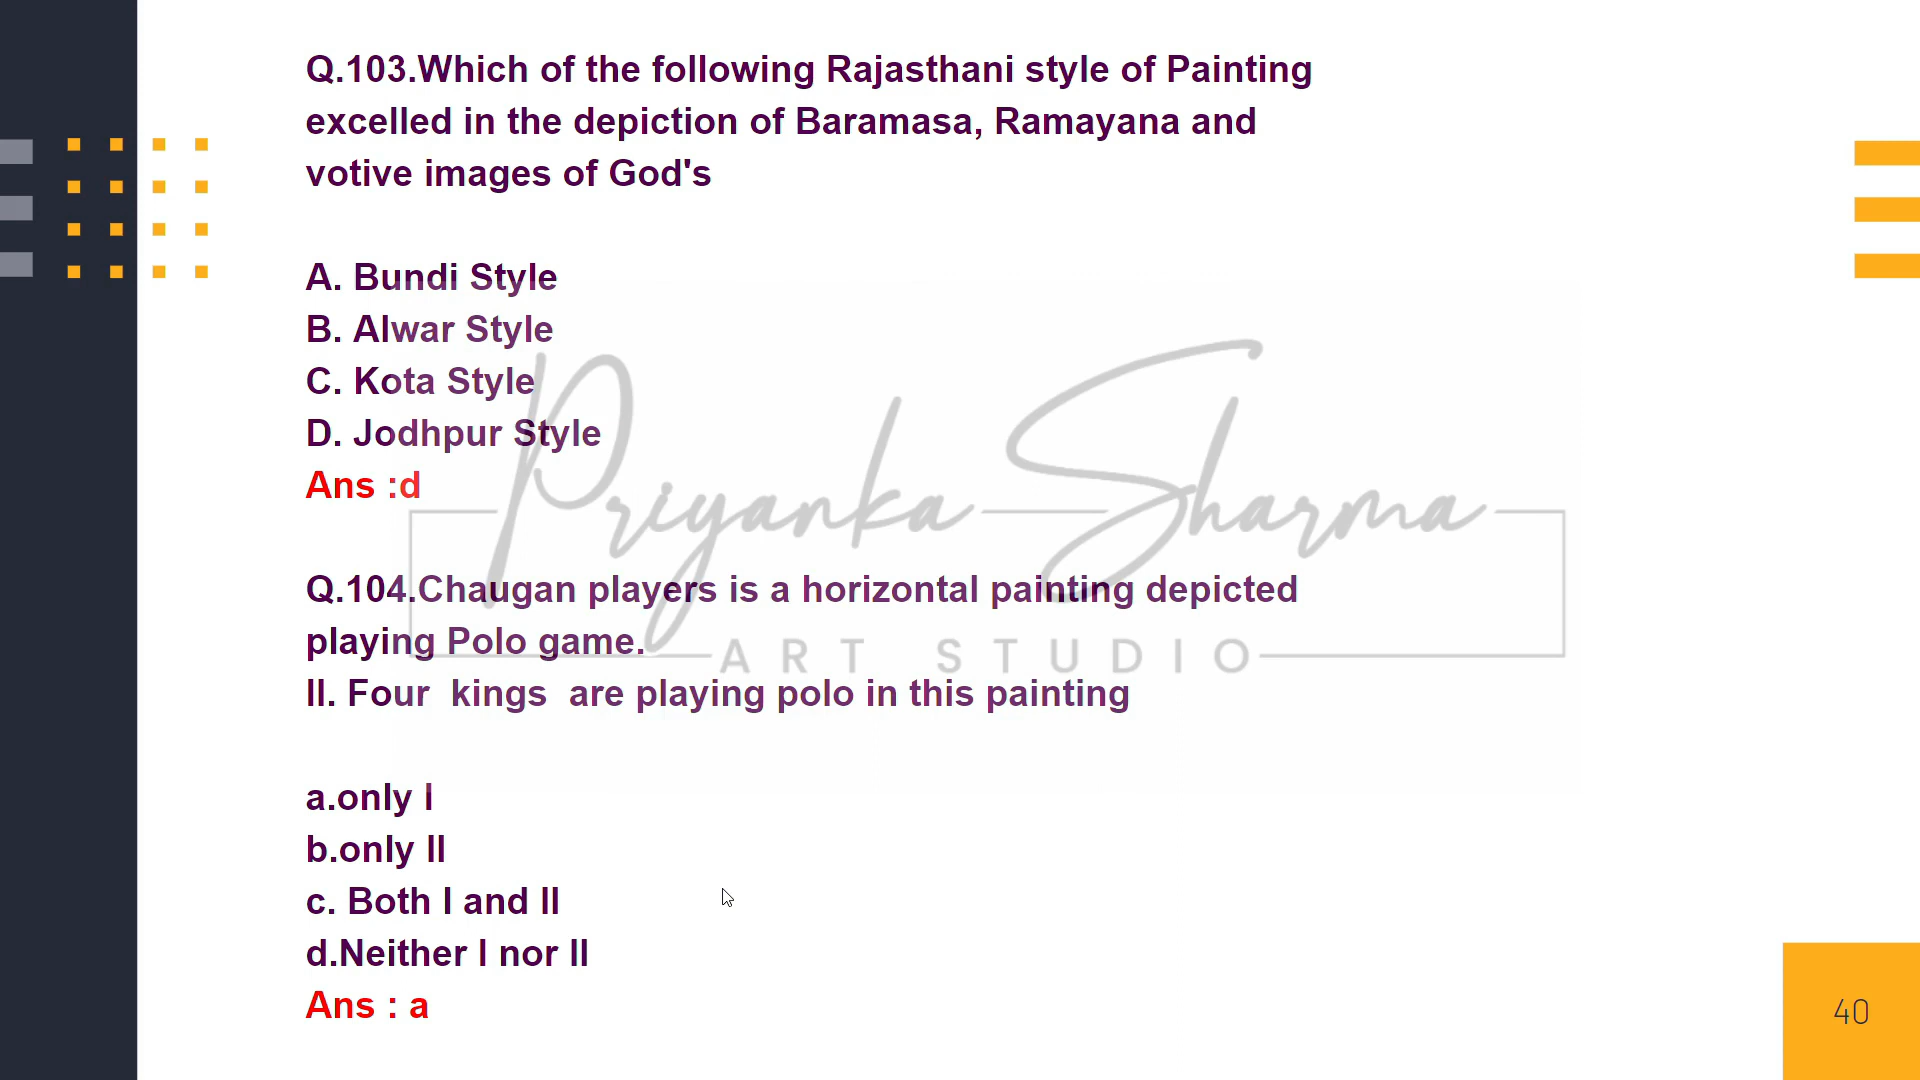 Q.103.Which of the following Rajasthani style of Painting
excelled in the depiction of Baramasa, Ramayana and
votive images of God's
A. Bundi Style
B. Alwar Style
C. Kota Style
D. Jodhpur Style
Ans :d
Priyanka Sharma
ART STUDIO
Q.104.Chaugan players is a horizontal painting depicted
playing Polo game.
II. Four  kings  are playing polo in this painting
a.only I
b.only II
c. Both I and II
d.Neither I nor II
Ans : a
40